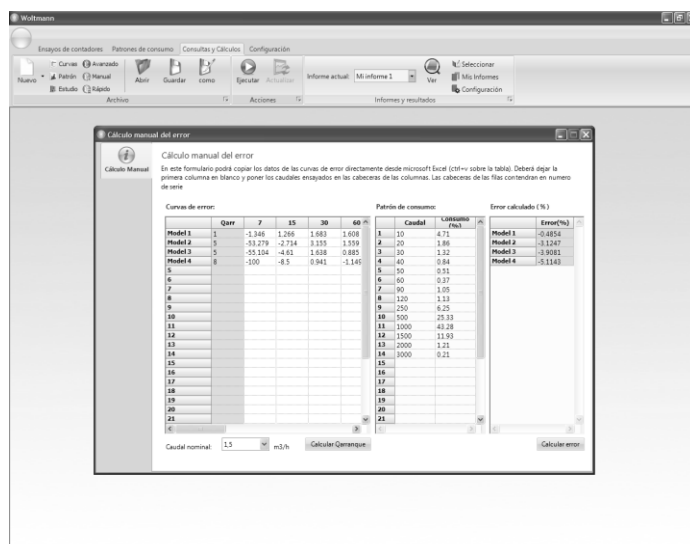 Woltmann
Ensayos de contadores Patrones de consumo Consultas y Cálculos Configuración
Nuevo
Curvas Avanzado
Patrón Manual
Estudio Rápido
Abrir Guardar como
Archivo
Ejecutar Actualizar
Acciones
Informe actual: Mi informe 1
Ver
Seleccionar
Mis Informes
Configuración
Informes y resultados
Cálculo manual del error
Cálculo Manual
Cálculo manual del error
En este formulario podrá copiar los datos de las curvas de error directamente desde microsoft Excel (ctrl+v sobre la tabla). Deberá dejar la
primera columna en blanco y poner los caudales ensayados en las cabeceras de las columnas. Las cabeceras de las filas contendran en numero
de serie
Curvas de error: Patrón de consumo: Error calculado (%)
Qarr 7 15 30 60 Caudal Consumo (%) Error(%)
Model 1 1 -1.346 1.266 1.683 1.608 1 10 4.71 Model 1 -0.4854
Model 2 5 -53.279 -2.714 3.155 1.559 2 20 1.86 Model 2 -3.1247
Model 3 5 -55.104 -4.61 1.638 0.885 3 30 1.32 Model 3 -3.9081
Model 4 8 -100 -8.5 0.941 -1.149 4 40 0.84 Model 4 -5.1143
5 5 50 0.51
6 6 60 0.37
7 7 90 1.05
8 8 120 1.13
9 9 250 6.25
10 10 500 25.33
11 11 1000 43.28
12 12 1500 11.93
13 13 2000 1.21
14 14 3000 0.21
15 15
16 16
17 17
18 18
19 19
20 20
21 21
Caudal nominal: 1,5 m3/h Calcular Qarranque Calcular error